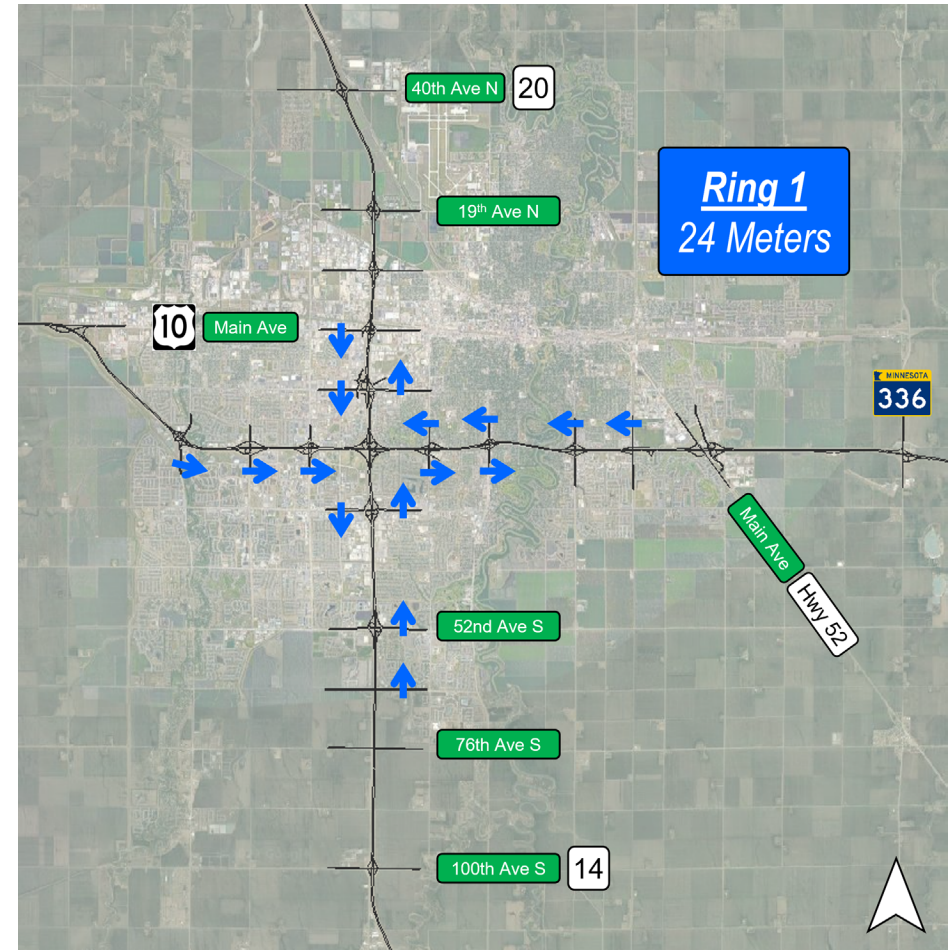 40th Ave N
20
Ring 1
24 Meters
19th Ave N
10
Main Ave
MINNESOTA
336
Main Ave
Hwy 52
52nd Ave S
76th Ave S
100th Ave S
14